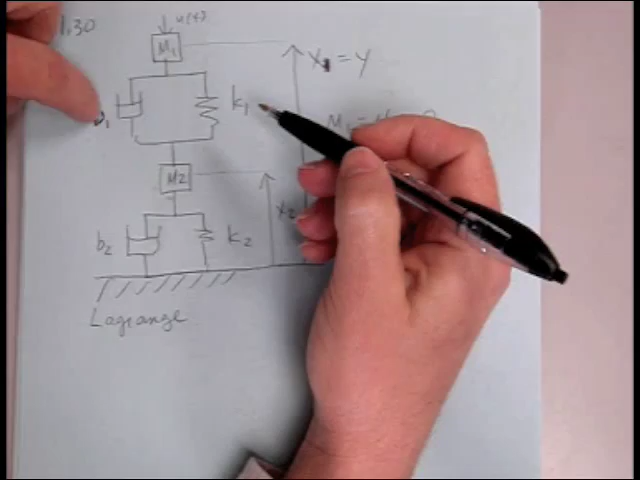 1,30
u(t)
M1
X1 = y
b1
k1
M2
x2
b2
k2
Lagrange